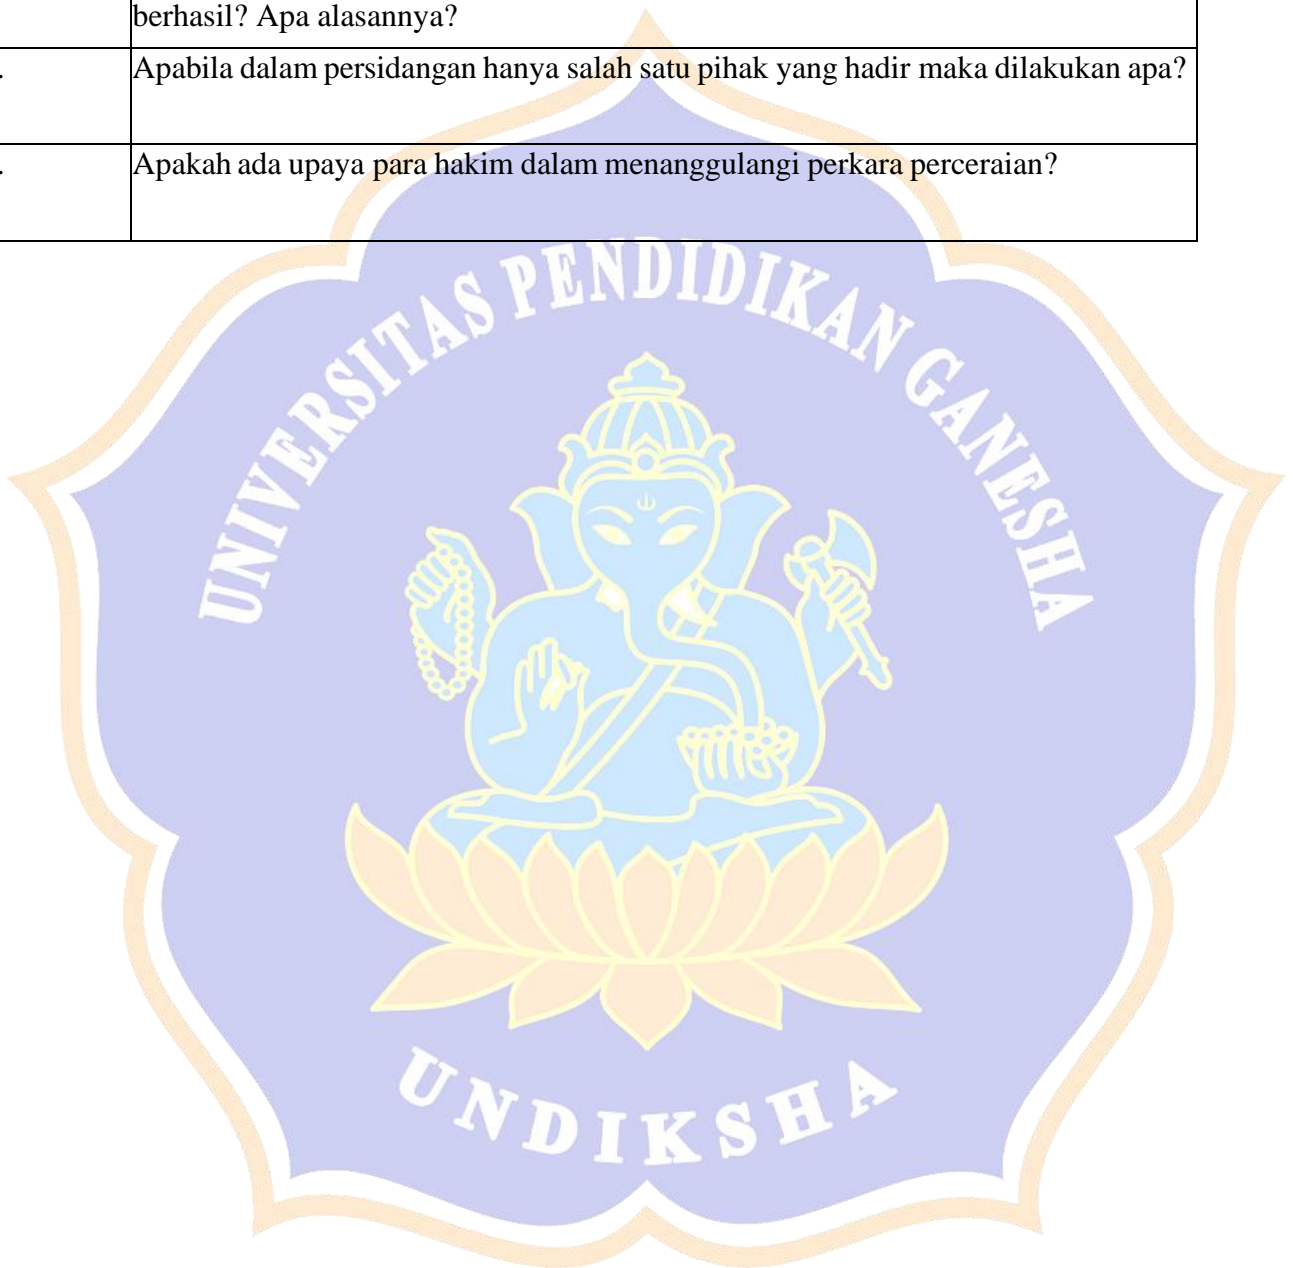 berhasil? Apa alasannya?
. Apabila dalam persidangan hanya salah satu pihak yang hadir maka dilakukan apa?
. Apakah ada upaya para hakim dalam menanggulangi perkara perceraian?
UNIVERSITAS PENDIDIKAN GANESHA
UNDIKSHA